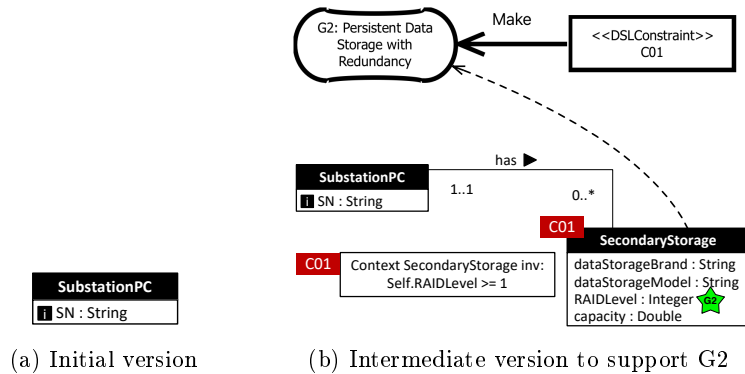 G2: Persistent Data
Storage with
Redundancy
Make
<<DSLConstraint>>
C01
has
SubstationPC
i SN : String
1..1
0..*
C01
SecondaryStorage
dataStorageBrand : String
dataStorageModel : String
RAIDLevel : Integer G2
capacity : Double
C01
Context SecondaryStorage inv:
Self.RAIDLevel >= 1
SubstationPC
i SN : String
(a) Initial version
(b) Intermediate version to support G2